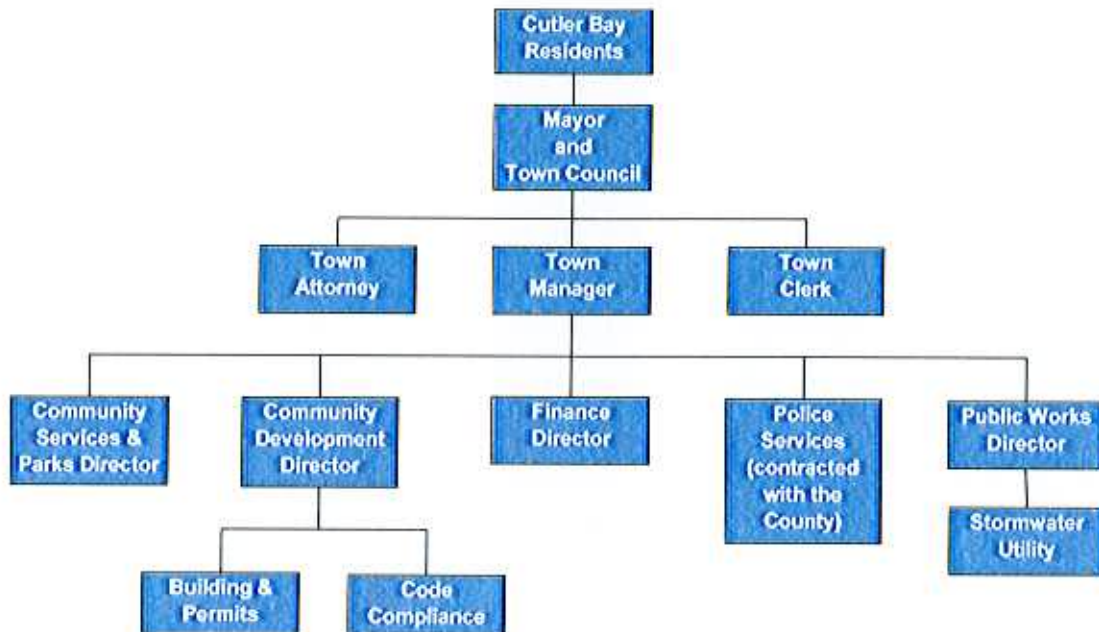 Cutler Bay
Residents
Mayor
and
Town Council
Town
Attorney
Town
Manager
Town
Clerk
Community
Services &
Parks Director
Community
Development
Director
Finance
Director
Police
Services
(contracted
with the
County)
Public Works
Director
Stormwater
Utility
Building &
Permits
Code
Compliance